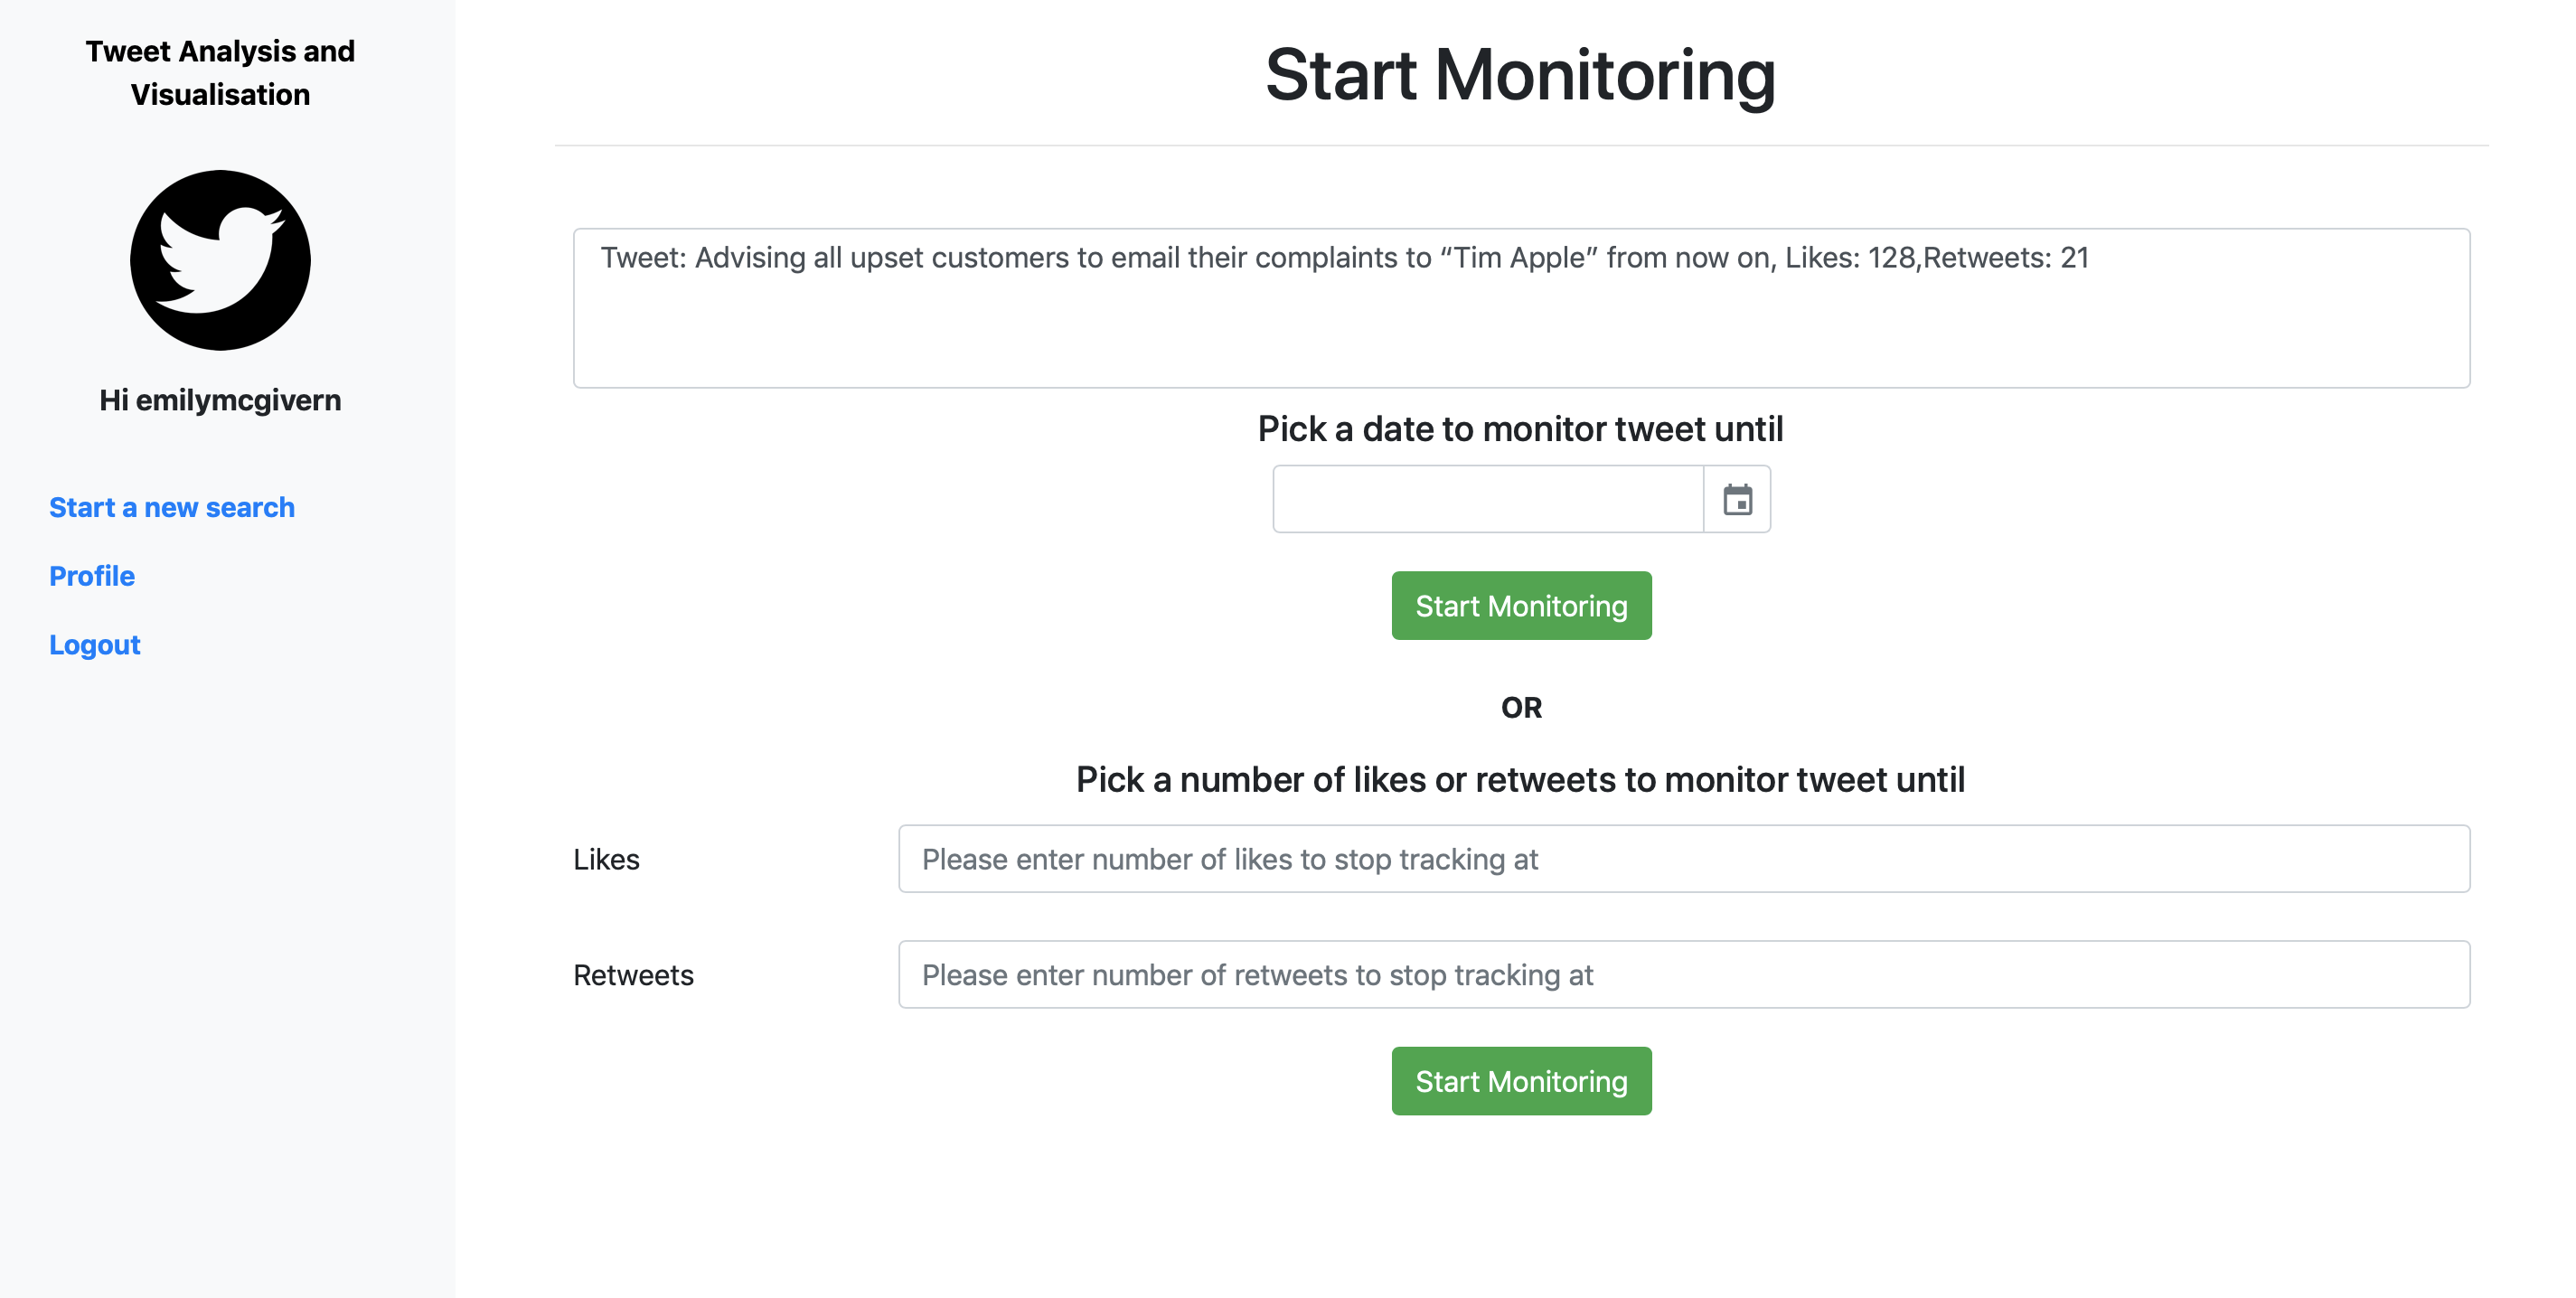 Tweet Analysis and
Visualisation
Hi emilymcgivern
Start a new search
Profile
Logout
Start Monitoring
Tweet: Advising all upset customers to email their complaints to “Tim Apple” from now on, Likes: 128,Retweets: 21
Pick a date to monitor tweet until
Start Monitoring
OR
Pick a number of likes or retweets to monitor tweet until
Likes
Please enter number of likes to stop tracking at
Retweets
Please enter number of retweets to stop tracking at
Start Monitoring